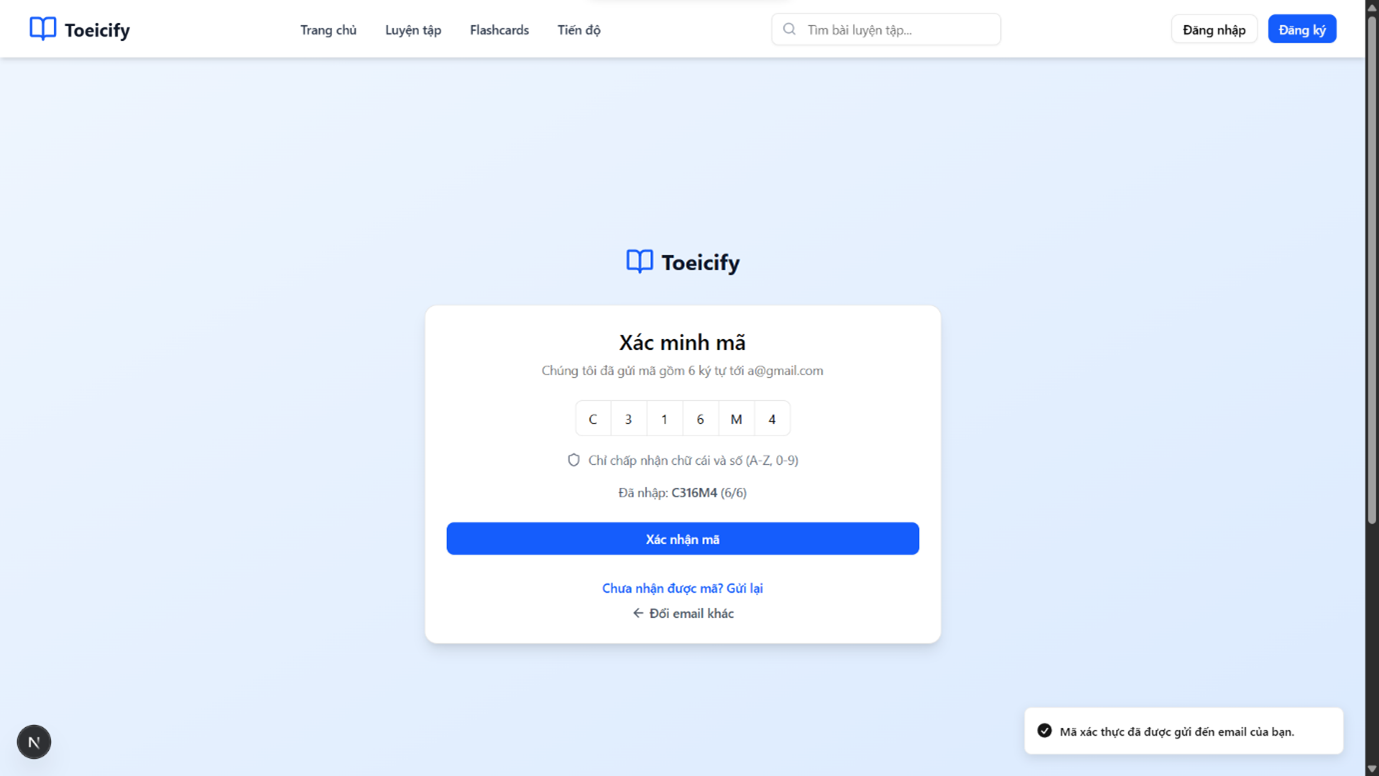 Toeicify
Trang chủ
Luyện tập
Flashcards
Tiến độ
Tìm bài luyện tập...
Đăng nhập
Đăng ký
Toeicify
Xác minh mã
Chúng tôi đã gửi mã gồm 6 ký tự tới a@gmail.com
C 3 1 6 M 4
Chỉ chấp nhận chữ cái và số (A-Z, 0-9)
Đã nhập: C316M4 (6/6)
Xác nhận mã
Chưa nhận được mã? Gửi lại
← Đổi email khác
Mã xác thực đã được gửi đến email của bạn.
N